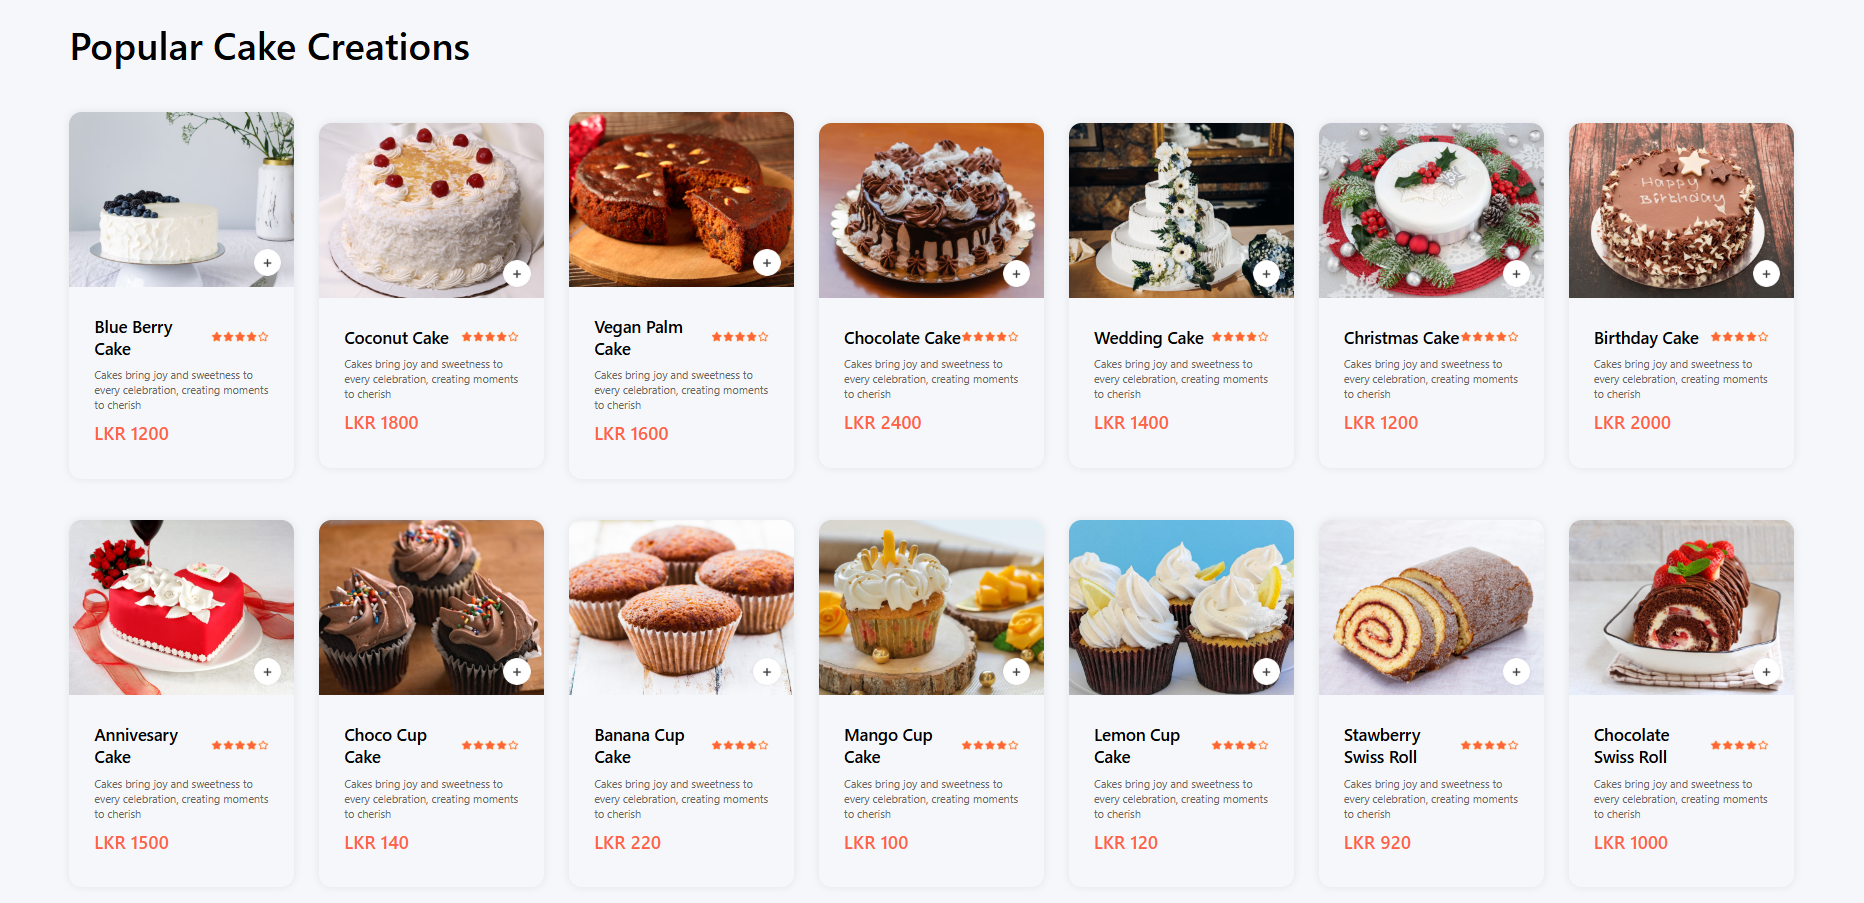 Popular Cake Creations
Happy
Birthday
Blue Berry
Cake
Cakes bring joy and sweetness to
every celebration, creating moments
to cherish
LKR 1200
Coconut Cake
Cakes bring joy and sweetness to
every celebration, creating moments
to cherish
LKR 1800
Vegan Palm
Cake
Cakes bring joy and sweetness to
every celebration, creating moments
to cherish
LKR 1600
Chocolate Cake
Cakes bring joy and sweetness to
every celebration, creating moments
to cherish
LKR 2400
Wedding Cake
Cakes bring joy and sweetness to
every celebration, creating moments
to cherish
LKR 1400
Christmas Cake
Cakes bring joy and sweetness to
every celebration, creating moments
to cherish
LKR 1200
Birthday Cake
Cakes bring joy and sweetness to
every celebration, creating moments
to cherish
LKR 2000
Annivesary
Cake
Cakes bring joy and sweetness to
every celebration, creating moments
to cherish
LKR 1500
Choco Cup
Cake
Cakes bring joy and sweetness to
every celebration, creating moments
to cherish
LKR 140
Banana Cup
Cake
Cakes bring joy and sweetness to
every celebration, creating moments
to cherish
LKR 220
Mango Cup
Cake
Cakes bring joy and sweetness to
every celebration, creating moments
to cherish
LKR 100
Lemon Cup
Cake
Cakes bring joy and sweetness to
every celebration, creating moments
to cherish
LKR 120
Stawberry
Swiss Roll
Cakes bring joy and sweetness to
every celebration, creating moments
to cherish
LKR 920
Chocolate
Swiss Roll
Cakes bring joy and sweetness to
every celebration, creating moments
to cherish
LKR 1000